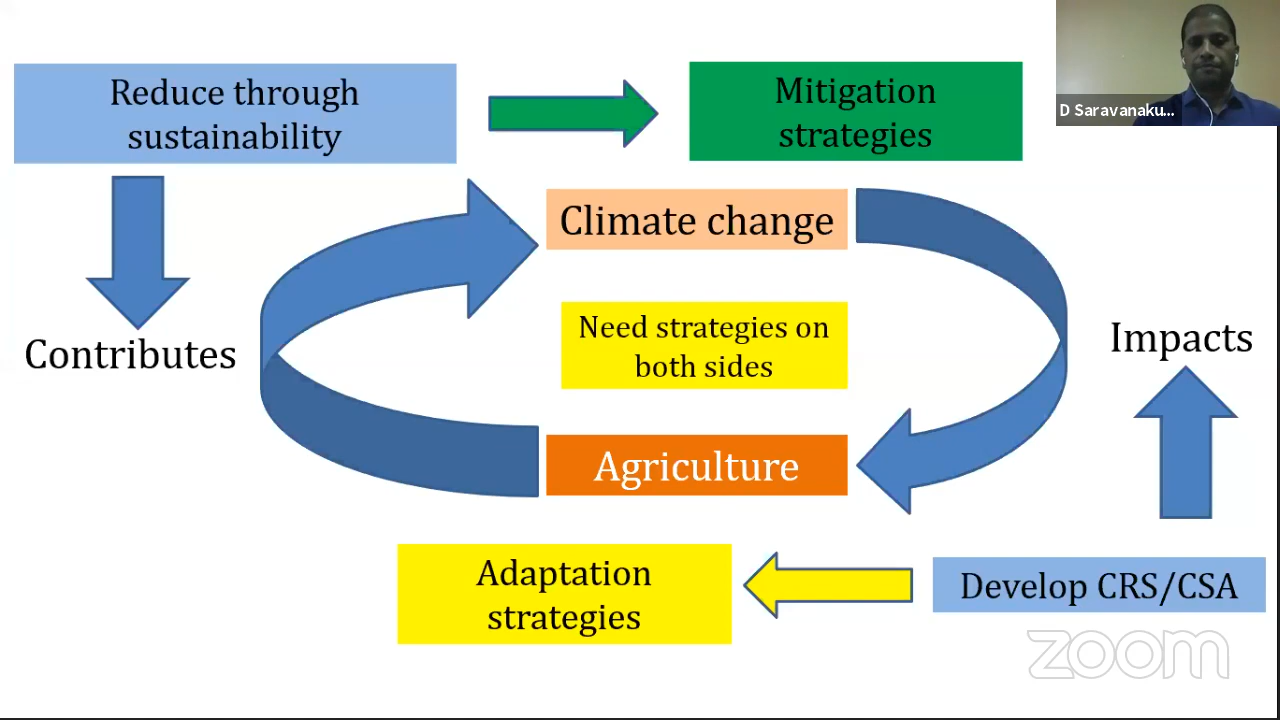 Reduce through
sustainability
Mitigation
strategies
D Saravanaku...
Climate change
Need strategies on
both sides
Contributes
Impacts
Agriculture
Adaptation
strategies
Develop CRS/CSA
zoom